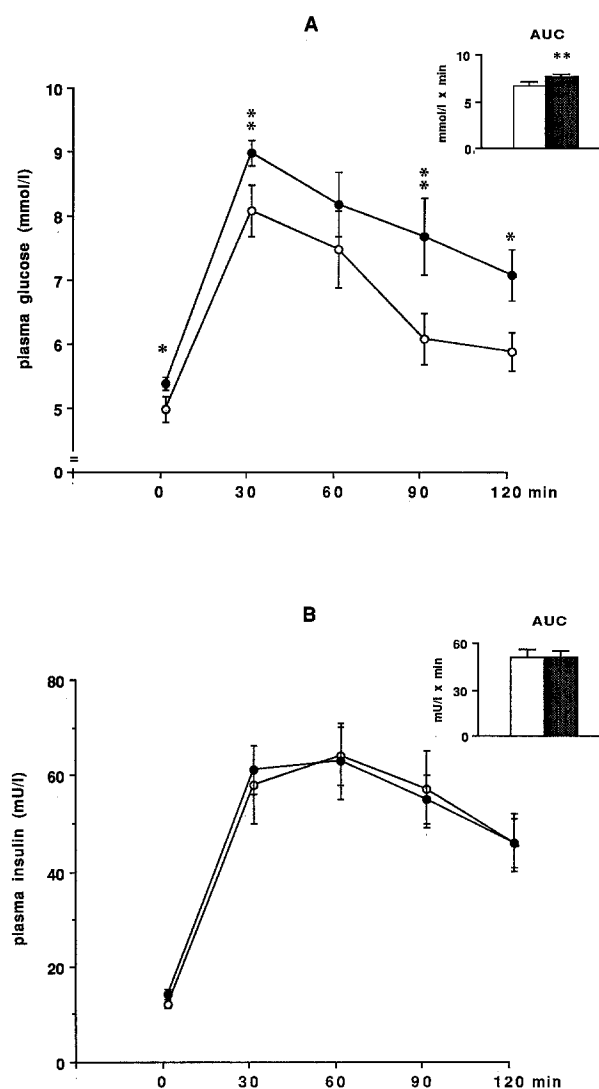 A
AUC
**
mmol/l x min
10
5
0
plasma glucose (mmol/l)
10
9
8
7
6
5
=
0
*
**
**
*
0 30 60 90 120 min
B
AUC
mU/l x min
60
30
0
plasma insulin (mU/l)
80
60
40
20
0
0 30 60 90 120 min